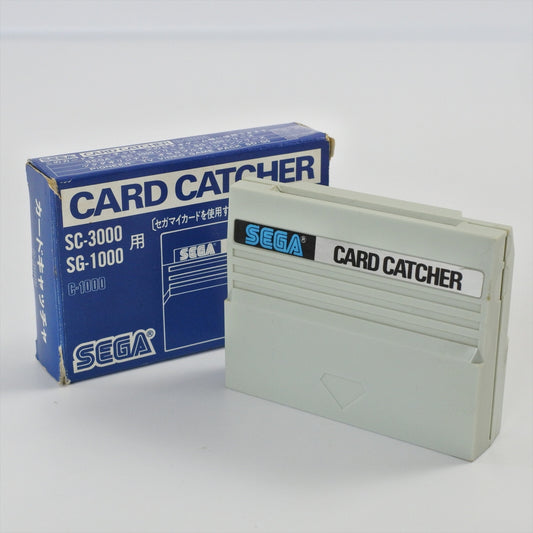 CARD CATCHER
SC-3000 用
SG-1000
[セガマイカードを使用す
C-1000
SEGA®
SEGA
カードキャッチャ
SEGA® CARD CATCHER